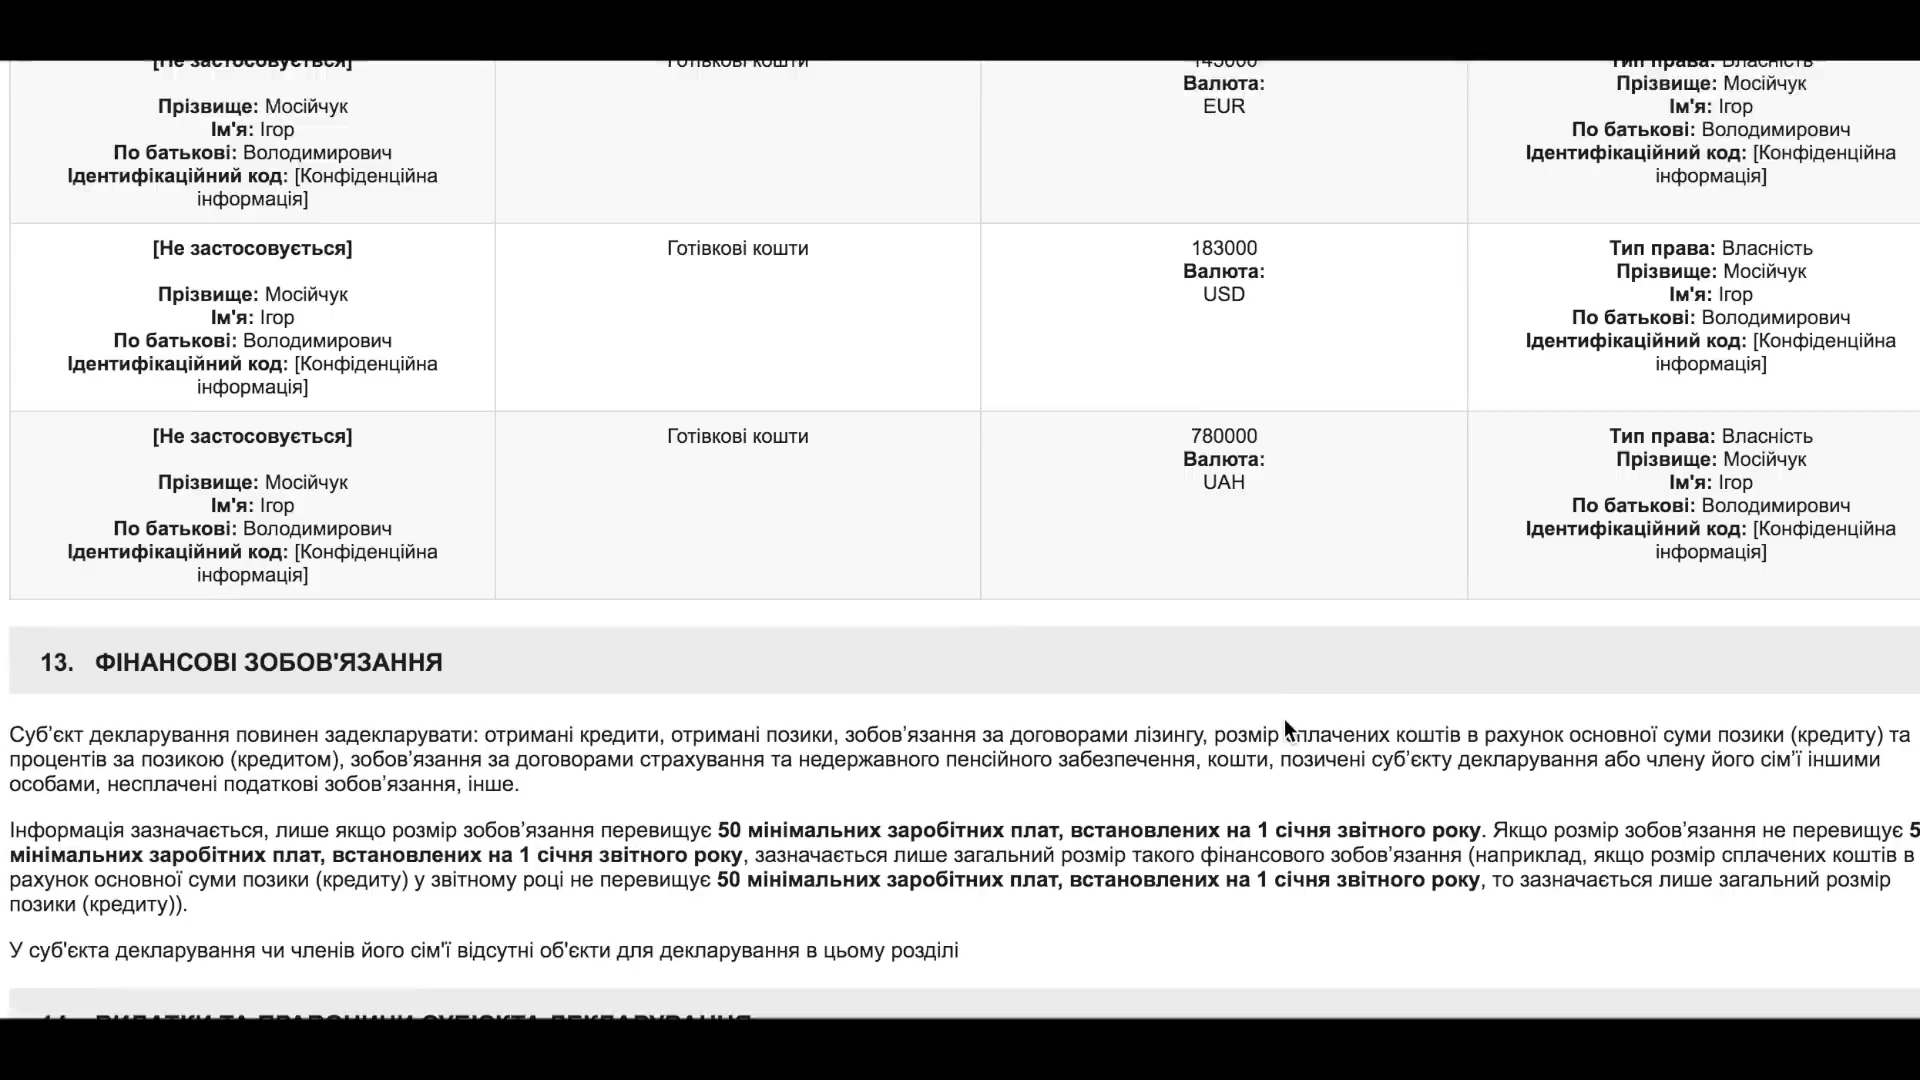 [Не застосовується]
Прізвище: Мосійчук
Ім'я: Ігор
По батькові: Володимирович
Ідентифікаційний код: [Конфіденційна
інформація]
Готівкові кошти
145000
Валюта:
EUR
Тип права: Власність
Прізвище: Мосійчук
Ім'я: Ігор
По батькові: Володимирович
Ідентифікаційний код: [Конфіденційна
інформація]
[Не застосовується]
Прізвище: Мосійчук
Ім'я: Ігор
По батькові: Володимирович
Ідентифікаційний код: [Конфіденційна
інформація]
Готівкові кошти
183000
Валюта:
USD
Тип права: Власність
Прізвище: Мосійчук
Ім'я: Ігор
По батькові: Володимирович
Ідентифікаційний код: [Конфіденційна
інформація]
[Не застосовується]
Прізвище: Мосійчук
Ім'я: Ігор
По батькові: Володимирович
Ідентифікаційний код: [Конфіденційна
інформація]
Готівкові кошти
780000
Валюта:
UAH
Тип права: Власність
Прізвище: Мосійчук
Ім'я: Ігор
По батькові: Володимирович
Ідентифікаційний код: [Конфіденційна
інформація]
13. ФІНАНСОВІ ЗОБОВ'ЯЗАННЯ
Суб’єкт декларування повинен задекларувати: отримані кредити, отримані позики, зобов’язання за договорами лізингу, розмір сплачених коштів в рахунок основної суми позики (кредиту) та
процентів за позикою (кредитом), зобов’язання за договорами страхування та недержавного пенсійного забезпечення, кошти, позичені суб’єкту декларування або члену його сім’ї іншими
особами, несплачені податкові зобов’язання, інше.
Інформація зазначається, лише якщо розмір зобов’язання перевищує 50 мінімальних заробітних плат, встановлених на 1 січня звітного року. Якщо розмір зобов’язання не перевищує 5
мінімальних заробітних плат, встановлених на 1 січня звітного року, зазначається лише загальний розмір такого фінансового зобов’язання (наприклад, якщо розмір сплачених коштів в
рахунок основної суми позики (кредиту) у звітному році не перевищує 50 мінімальних заробітних плат, встановлених на 1 січня звітного року, то зазначається лише загальний розмір
позики (кредиту)).
У суб'єкта декларування чи членів його сім'ї відсутні об'єкти для декларування в цьому розділі
14. ВИДАТКИ ТА ПРАВОЧИНИ СУБ'ЄКТА ДЕКЛАРУВАННЯ